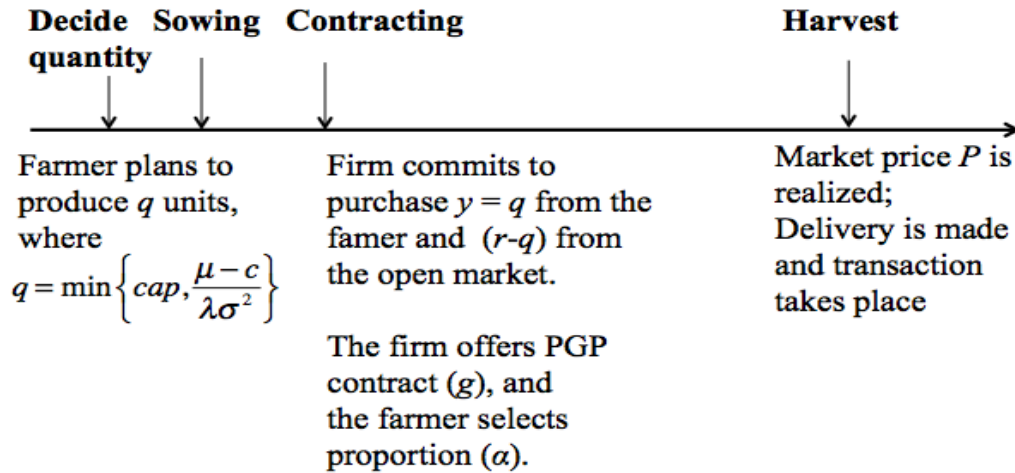 Decide quantity
Sowing
Contracting
Harvest
Farmer plans to
produce q units,
where
q = min{cap, μ − c / λσ²}
Firm commits to
purchase y = q from the
famer and (r-q) from
the open market.
The firm offers PGP
contract (g), and
the farmer selects
proportion (α).
Market price P is
realized;
Delivery is made
and transaction
takes place